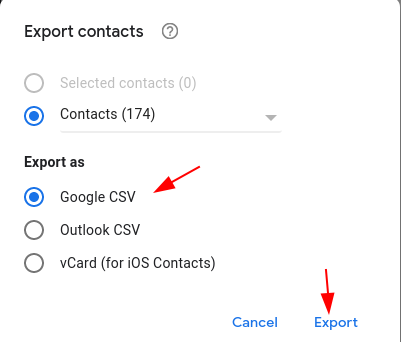 Export contacts
Selected contacts (0)
Contacts (174)
Export as
Google CSV
Outlook CSV
vCard (for iOS Contacts)
Cancel Export